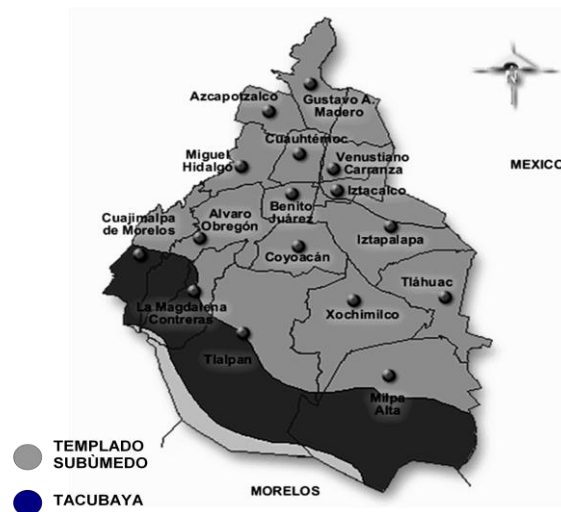 Azcapotzalco
Gustavo A.
Madero
Cuauhtémoc
Miguel
Hidalgo
Venustiano
Carranza
MEXICO
Iztacalco
Benito
Juárez
Cuajimalpa
de Morelos
Alvaro
Obregón
Iztapalapa
Coyoacán
Tláhuac
La Magdalena
Contreras
Xochimilco
Tlalpan
Milpa
Alta
TEMPLADO
SUBÙMEDO
TACUBAYA
MORELOS
N